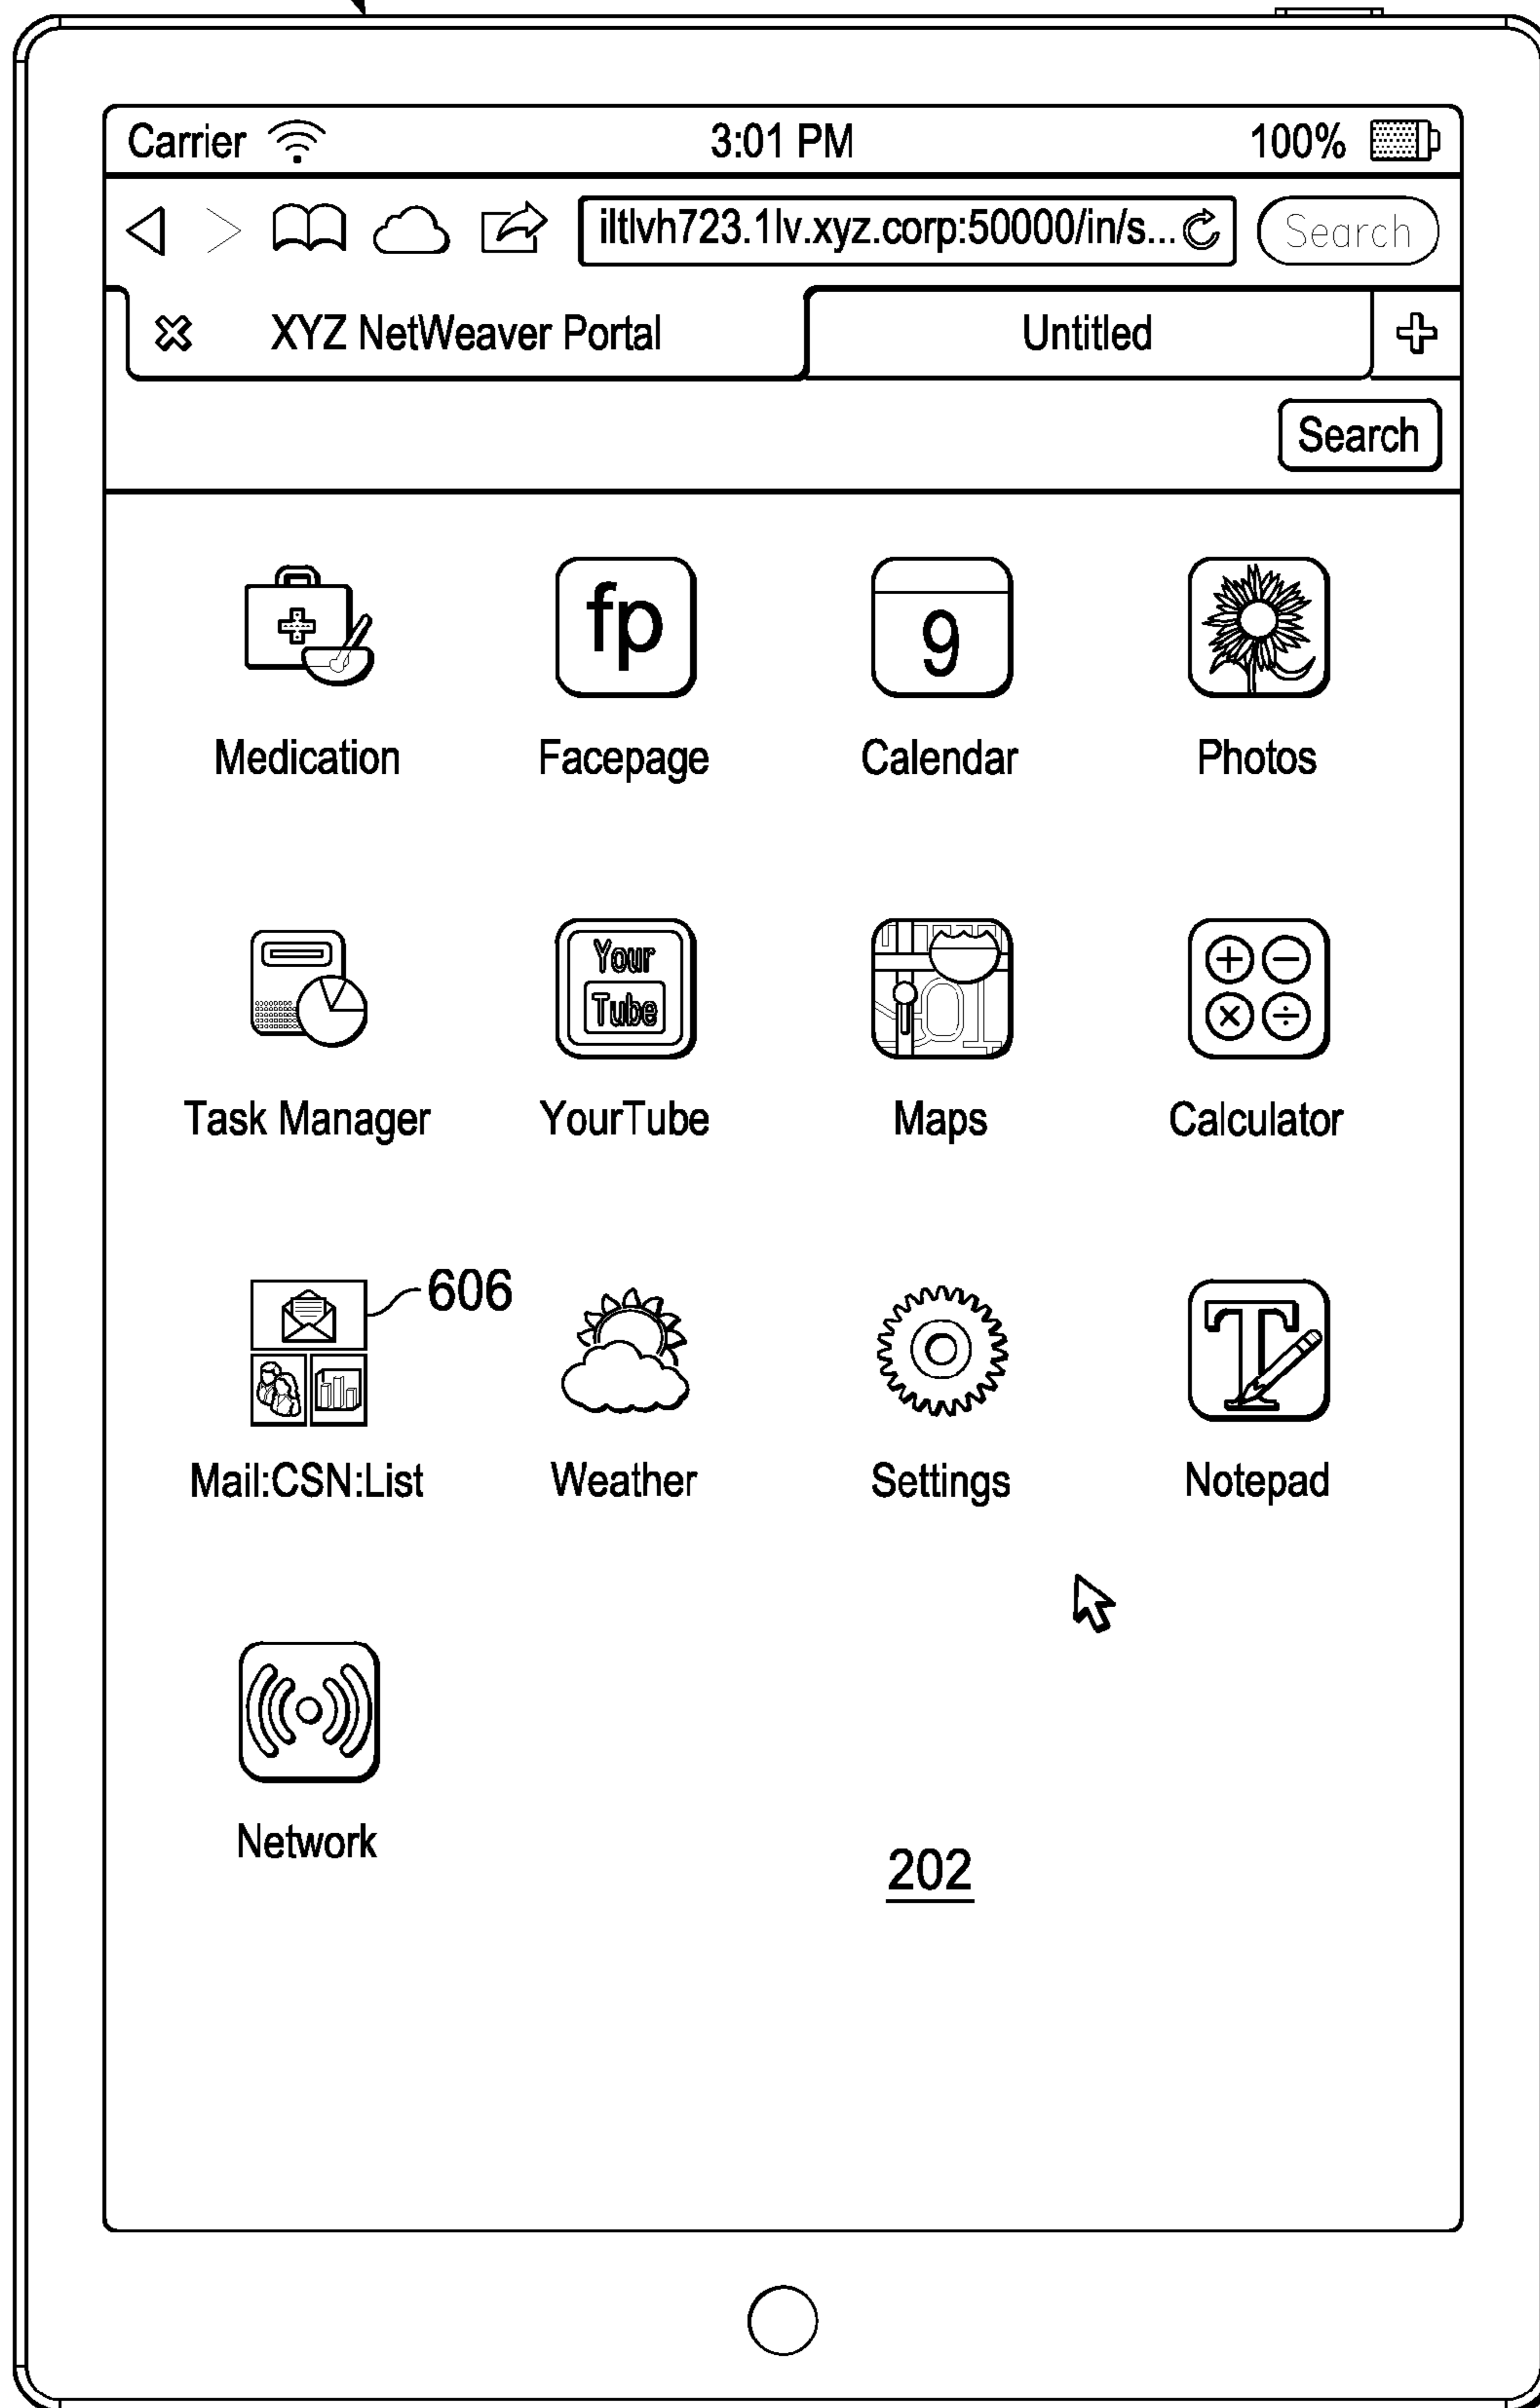 Carrier 3:01 PM 100%
iltlvh723.1lv.xyz.corp:50000/in/s... Search
XYZ NetWeaver Portal Untitled
Search
fp 9
Medication Facepage Calendar Photos
Your
Tube
Task Manager YourTube Maps Calculator
606
T
Mail:CSN:List Weather Settings Notepad
Network
202